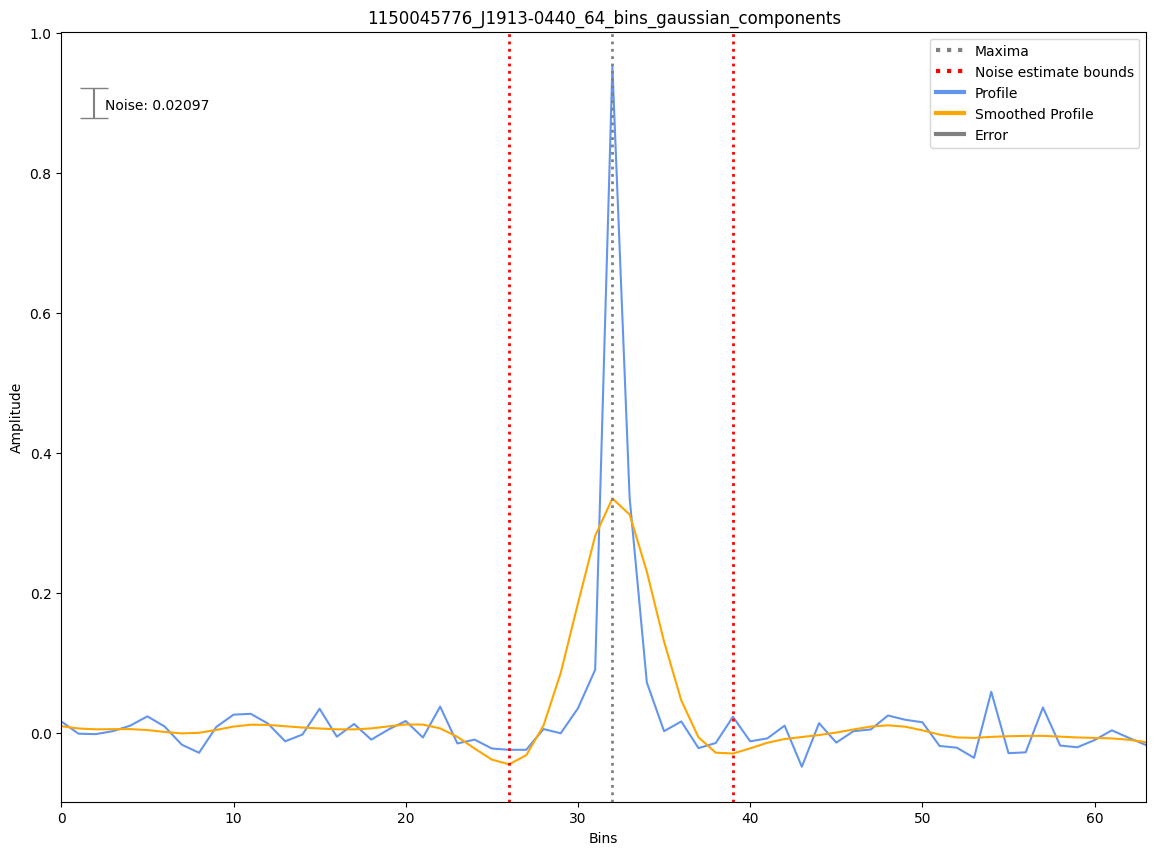 1150045776_J1913-0440_64_bins_gaussian_components
Maxima
Noise estimate bounds
Profile
Smoothed Profile
Error
Noise: 0.02097
Amplitude
1.0
0.8
0.6
0.4
0.2
0.0
0 10 20 30 40 50 60
Bins